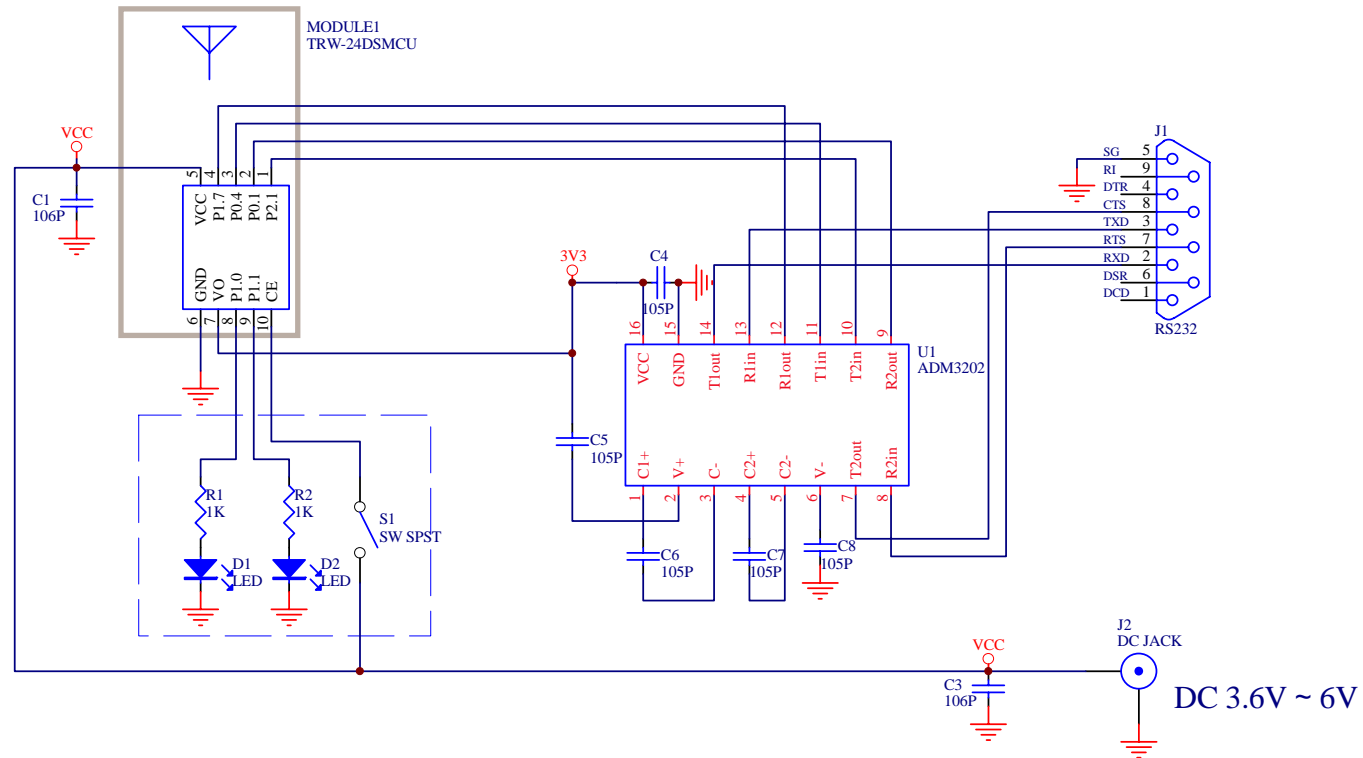 MODULE1
TRW-24DSMCU
VCC
C1
106P
5
4
3
2
1
VCC
P1.7
P0.4
P0.1
P2.1
GND
VO
P1.0
P1.1
CE
6
7
8
9
10
J1
SG 5
RI 9
DTR 4
CTS 8
TXD 3
RTS 7
RXD 2
DSR 6
DCD 1
RS232
3V3
C4
105P
16
15
14
13
12
11
10
9
VCC
GND
T1out
R1in
R1out
T1in
T2in
R2out
U1
ADM3202
C1+
V+
C-
C2+
C2-
V-
T2out
R2in
1
2
3
4
5
6
7
8
C5
105P
C6
105P
C7
105P
C8
105P
R1
1K
R2
1K
S1
SW SPST
D1
LED
D2
LED
J2
DC JACK
VCC
C3
106P
DC 3.6V ~ 6V